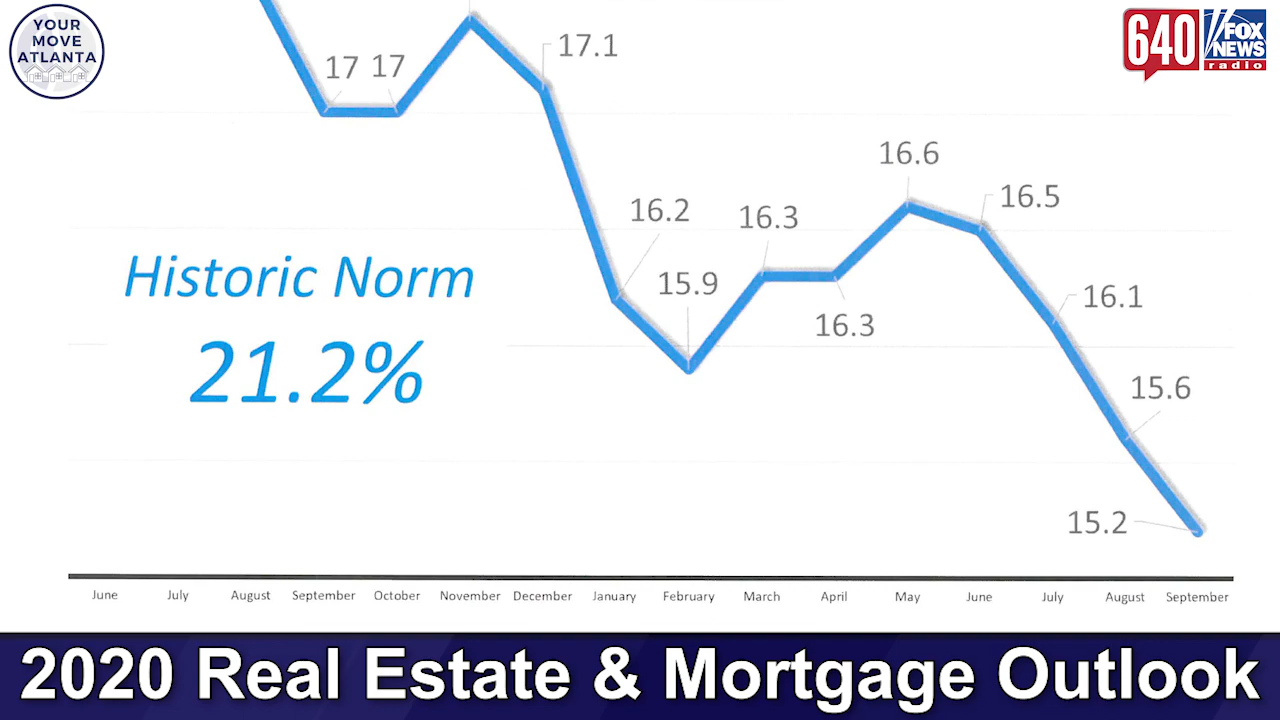 YOUR
MOVE
ATLANTA
640
FOX
NEWS
radio
17 17
17.1
16.2
15.9
16.3
16.3
16.6
16.5
16.1
15.6
15.2
Historic Norm
21.2%
June July August September October November December January February March April May June July August September
2020 Real Estate & Mortgage Outlook